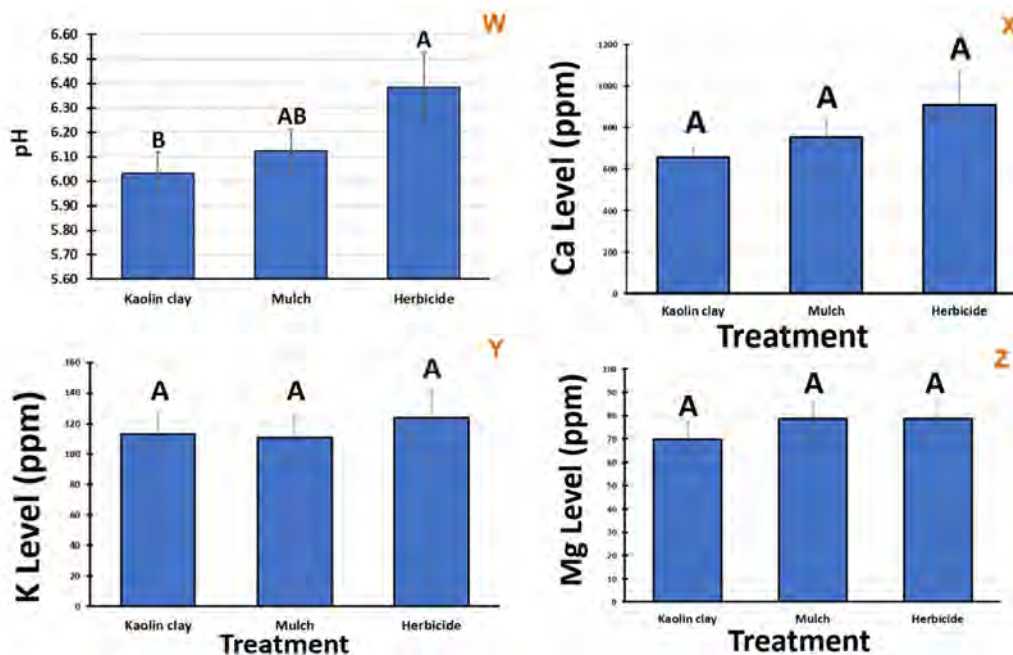 W
6.60
6.50
6.40
6.30
6.20
6.10
6.00
5.90
5.80
5.70
5.60
pH
B
AB
A
Kaolin clay Mulch Herbicide
X
1200
1000
800
600
400
200
0
Ca Level (ppm)
A
A
A
Kaolin clay Mulch Herbicide
Treatment
Y
160
140
120
100
80
60
40
20
0
K Level (ppm)
A
A
A
Kaolin clay Mulch Herbicide
Treatment
Z
100
90
80
70
60
50
40
30
20
10
0
Mg Level (ppm)
A
A
A
Kaolin clay Mulch Herbicide
Treatment